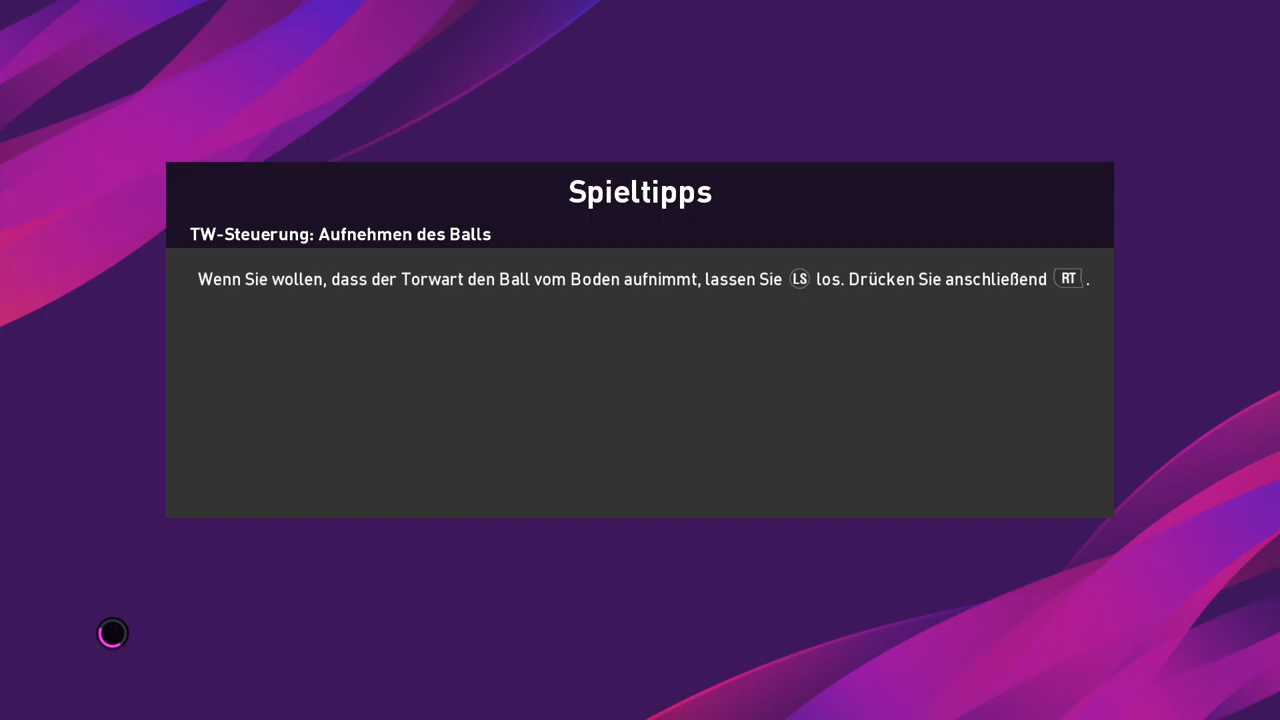 Spieltipps
TW-Steuerung: Aufnehmen des Balls
Wenn Sie wollen, dass der Torwart den Ball vom Boden aufnimmt, lassen Sie LS los. Drücken Sie anschließend RT.